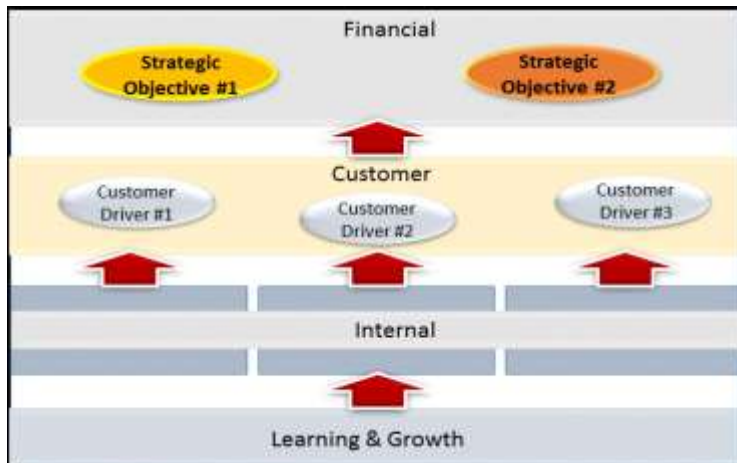 Financial
Strategic
Objective #1
Strategic
Objective #2
Customer
Customer
Driver #1
Customer
Driver #2
Customer
Driver #3
Internal
Learning & Growth